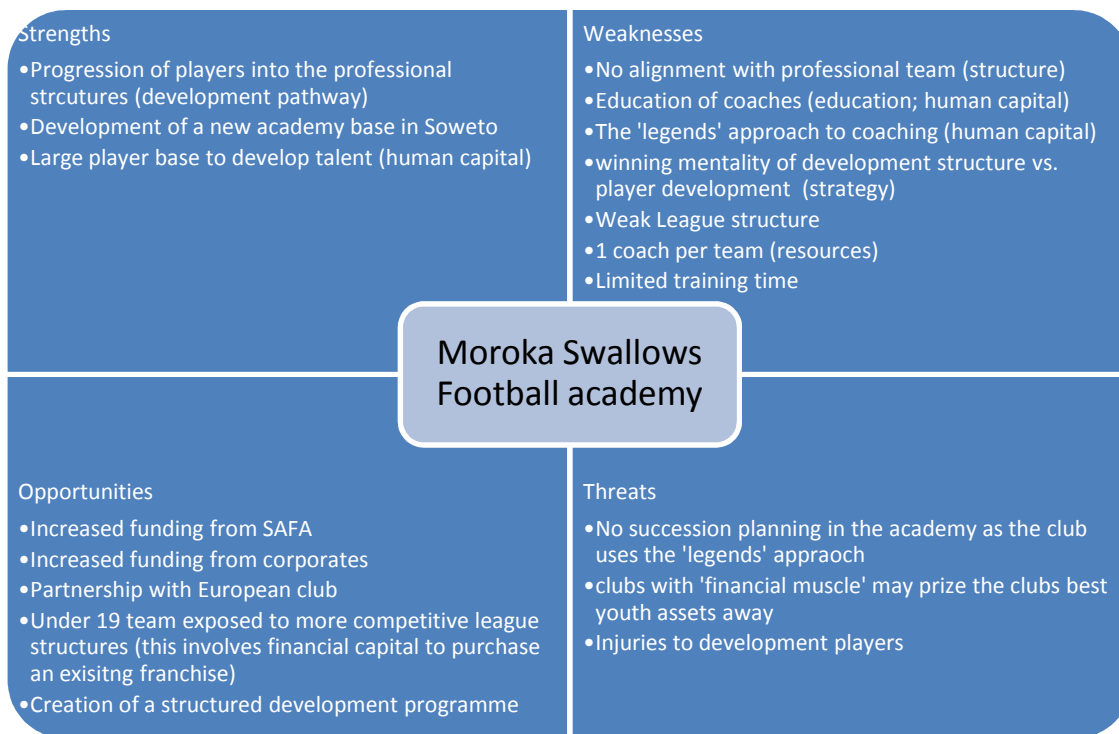 Strengths
•Progression of players into the professional
strcutures (development pathway)
•Development of a new academy base in Soweto
•Large player base to develop talent (human capital)
Weaknesses
•No alignment with professional team (structure)
•Education of coaches (education; human capital)
•The 'legends' approach to coaching (human capital)
•winning mentality of development structure vs.
player development  (strategy)
•Weak League structure
•1 coach per team (resources)
•Limited training time
Moroka Swallows
Football academy
Opportunities
•Increased funding from SAFA
•Increased funding from corporates
•Partnership with European club
•Under 19 team exposed to more competitive league
structures (this involves financial capital to purchase
an exisitng franchise)
•Creation of a structured development programme
Threats
•No succession planning in the academy as the club
uses the 'legends' appraoch
•clubs with 'financial muscle' may prize the clubs best
youth assets away
•Injuries to development players